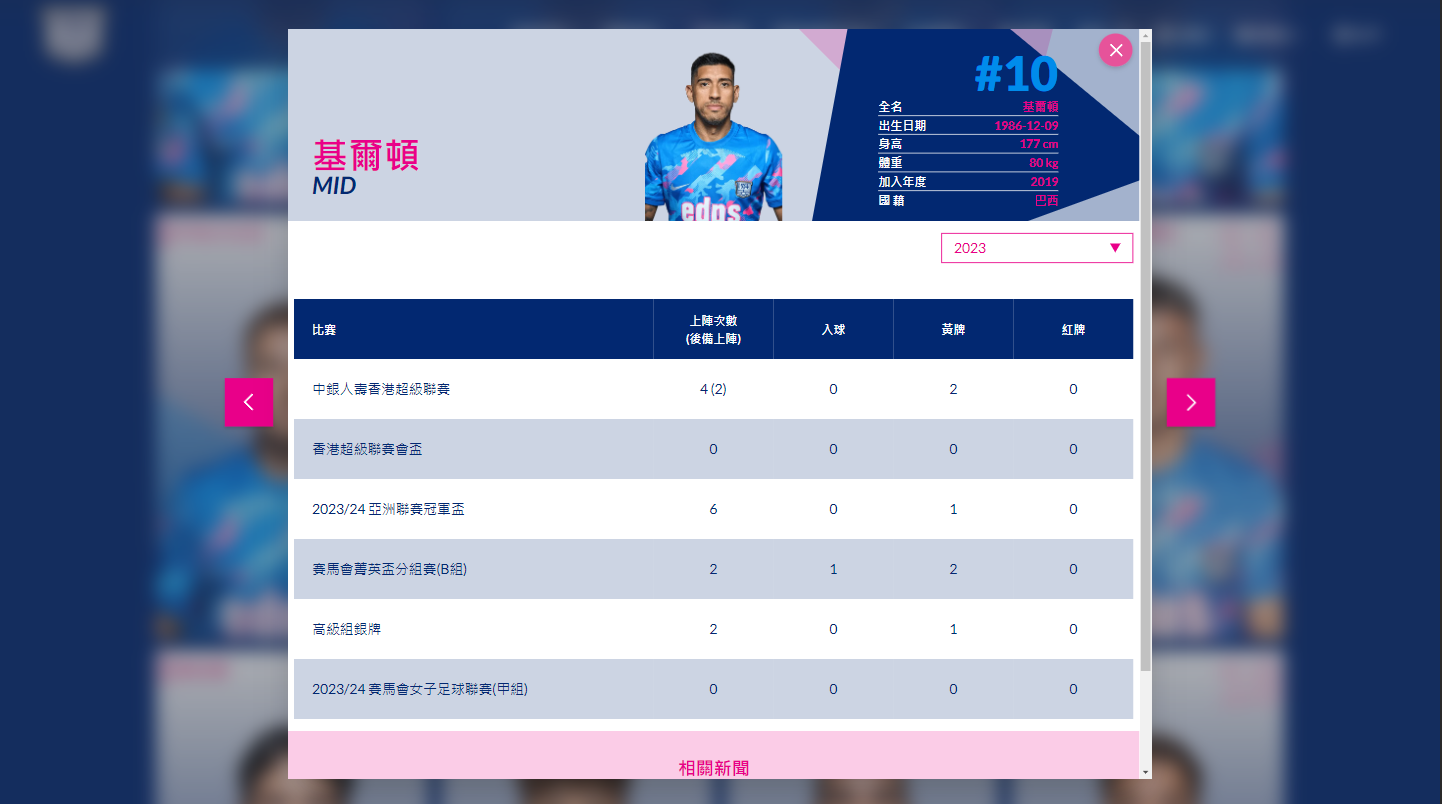 #10
全名 基爾頓
出生日期 1986-12-09
身高 177 cm
體重 80 kg
加入年度 2019
國籍 巴西
基爾頓
MID
edps
2023
比賽 上陣次數 (後備上陣) 入球 黃牌 紅牌
中銀人壽香港超級聯賽 4 (2) 0 2 0
香港超級聯賽會盃 0 0 0 0
2023/24 亞洲聯賽冠軍盃 6 0 1 0
賽馬會菁英盃分組賽(B組) 2 1 2 0
高級組銀牌 2 0 1 0
2023/24 賽馬會女子足球聯賽(甲組) 0 0 0 0
相關新聞